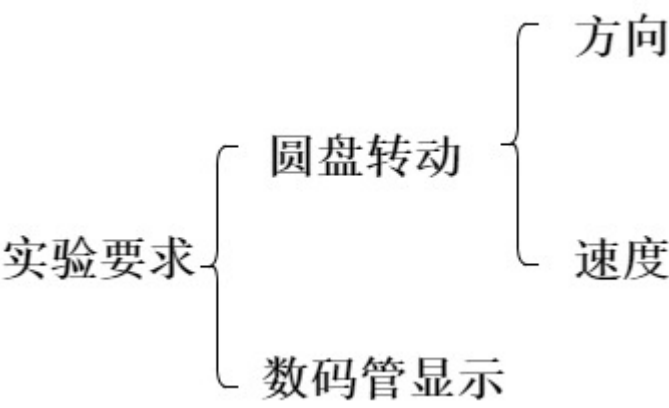 方向
圆盘转动
速度
实验要求
数码管显示